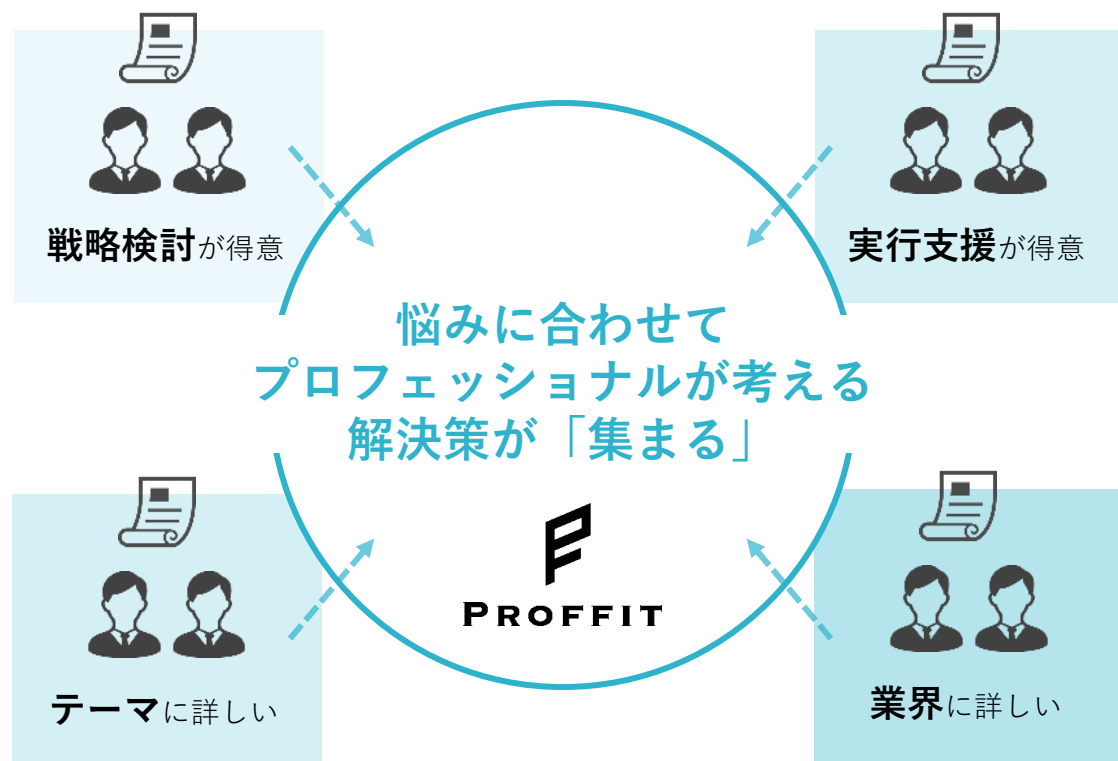 戦略検討が得意
実行支援が得意
悩みに合わせて
プロフェッショナルが考える
解決策が「集まる」
PROFFIT
テーマに詳しい
業界に詳しい